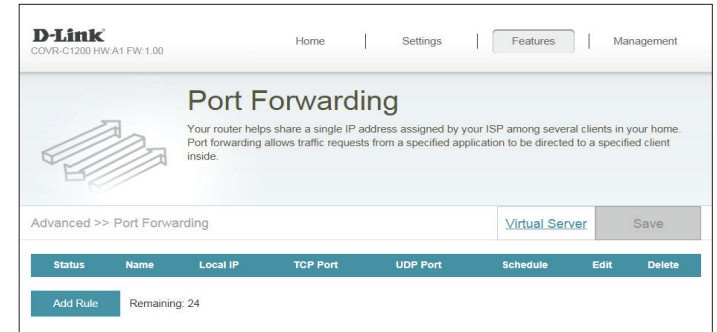 D-Link
COVR-C1200 HW:A1 FW:1.00
Home | Settings | Features | Management
Port Forwarding
Your router helps share a single IP address assigned by your ISP among several clients in your home.
Port forwarding allows traffic requests from a specified application to be directed to a specified client
inside.
Advanced >> Port Forwarding
Virtual Server Save
Status Name Local IP TCP Port UDP Port Schedule Edit Delete
Add Rule Remaining: 24